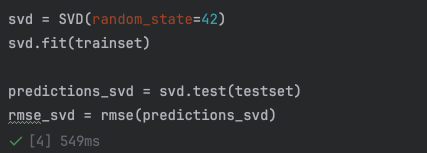 svd = SVD(random_state=42)
svd.fit(trainset)
predictions_svd = svd.test(testset)
rmse_svd = rmse(predictions_svd)
[4] 549ms